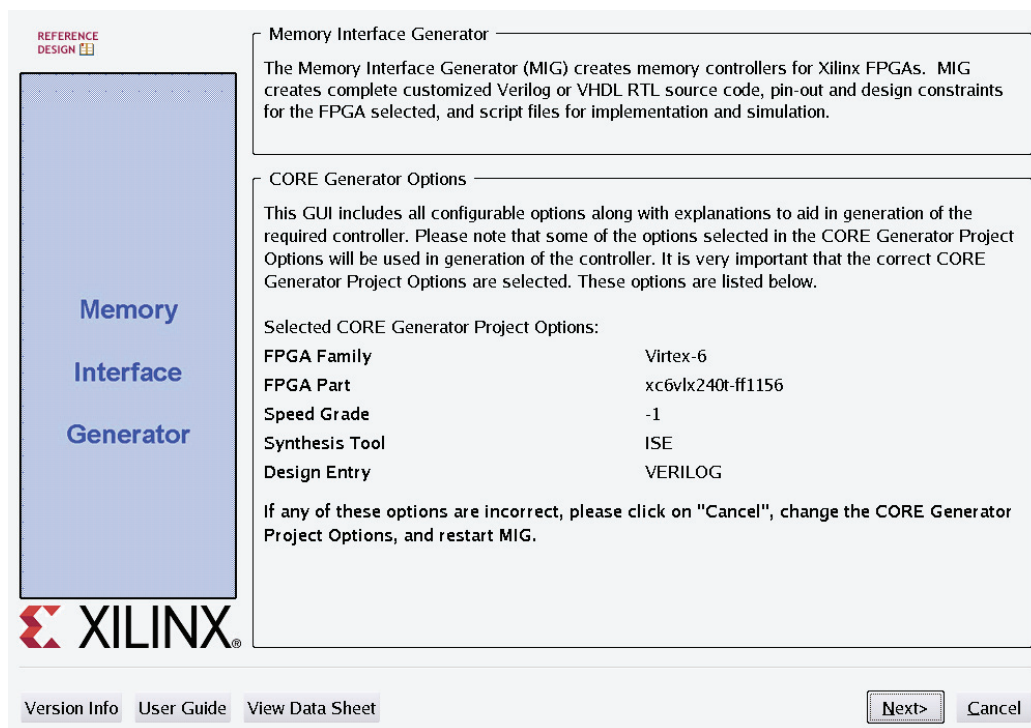 REFERENCE
DESIGN
Memory
Interface
Generator
XILINX®
Memory Interface Generator
The Memory Interface Generator (MIG) creates memory controllers for Xilinx FPGAs. MIG
creates complete customized Verilog or VHDL RTL source code, pin-out and design constraints
for the FPGA selected, and script files for implementation and simulation.
CORE Generator Options
This GUI includes all configurable options along with explanations to aid in generation of the
required controller. Please note that some of the options selected in the CORE Generator Project
Options will be used in generation of the controller. It is very important that the correct CORE
Generator Project Options are selected. These options are listed below.
Selected CORE Generator Project Options:
FPGA Family Virtex-6
FPGA Part xc6vlx240t-ff1156
Speed Grade -1
Synthesis Tool ISE
Design Entry VERILOG
If any of these options are incorrect, please click on "Cancel", change the CORE Generator
Project Options, and restart MIG.
Version Info User Guide View Data Sheet Next> Cancel